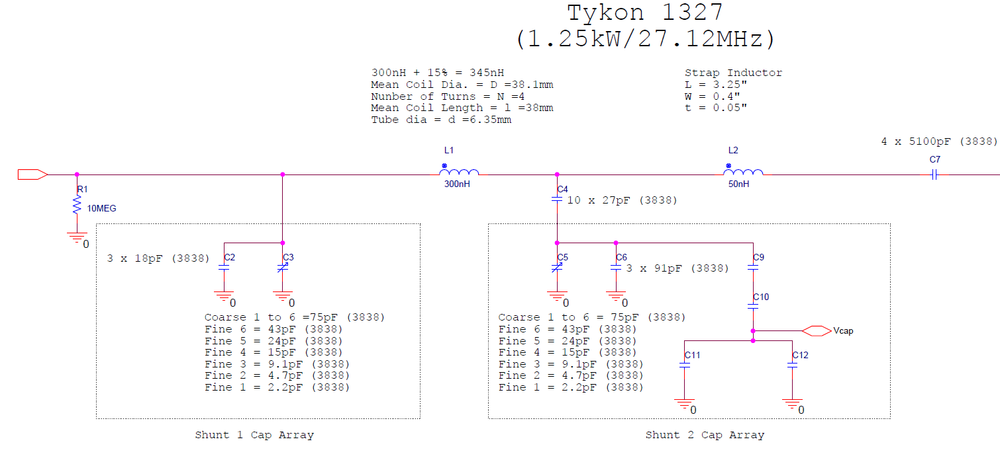 Tykon 1327
(1.25kW/27.12MHz)
300nH + 15% = 345nH
Mean Coil Dia. = D =38.1mm
Nunber of Turns = N =4
Mean Coil Length = l =38mm
Tube dia = d =6.35mm
Strap Inductor
L = 3.25"
W = 0.4"
t = 0.05"
4 x 5100pF (3838)
L1
L2
C7
300nH
50nH
R1
10MEG
0
C4
10 x 27pF (3838)
3 x 18pF (3838)
C2
C3
0
0
Coarse 1 to 6 =75pF (3838)
Fine 6 = 43pF (3838)
Fine 5 = 24pF (3838)
Fine 4 = 15pF (3838)
Fine 3 = 9.1pF (3838)
Fine 2 = 4.7pF (3838)
Fine 1 = 2.2pF (3838)
Shunt 1 Cap Array
C5
C6
3 x 91pF (3838)
C9
0
0
C10
Coarse 1 to 6 = 75pF (3838)
Fine 6 = 43pF (3838)
Fine 5 = 24pF (3838)
Fine 4 = 15pF (3838)
Fine 3 = 9.1pF (3838)
Fine 2 = 4.7pF (3838)
Fine 1 = 2.2pF (3838)
Vcap
C11
C12
0
0
Shunt 2 Cap Array